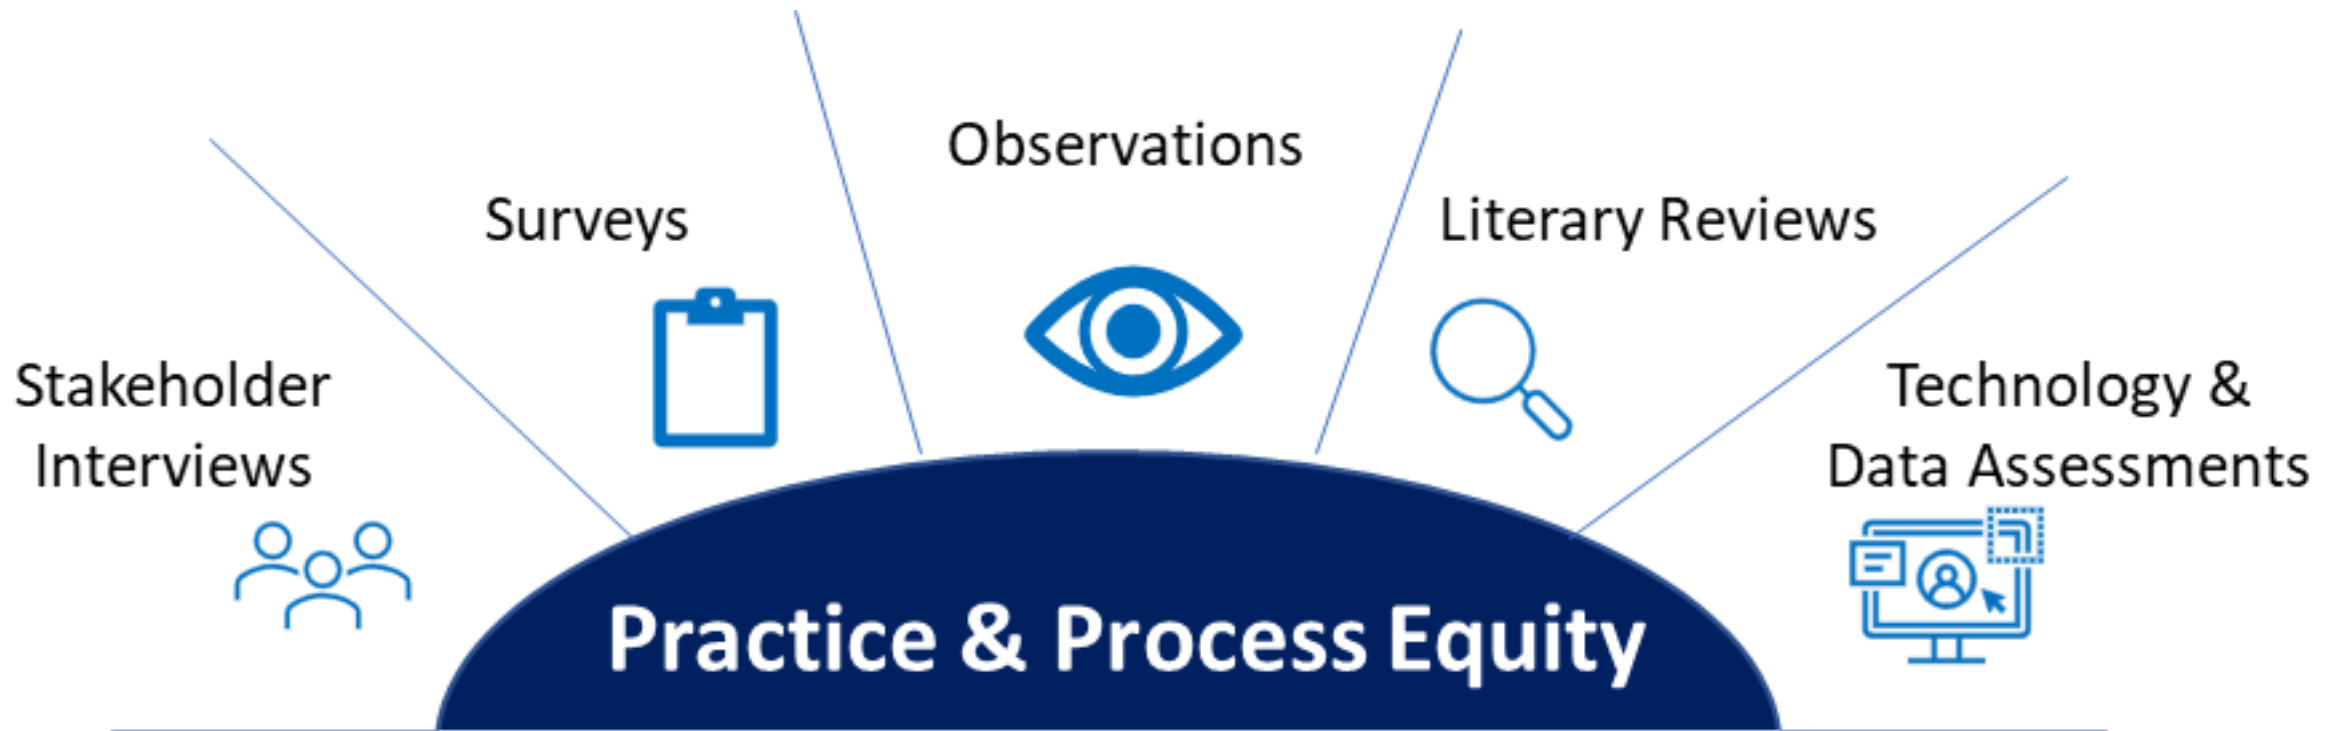 Observations
Surveys
Literary Reviews
Stakeholder
Interviews
Technology &
Data Assessments
Practice & Process Equity